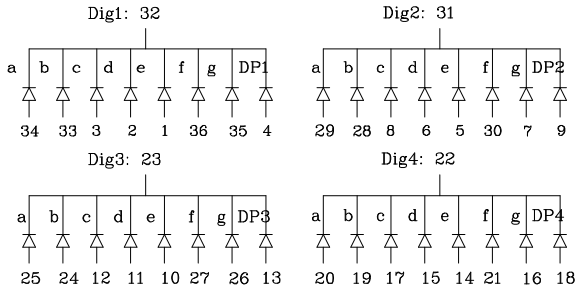 Dig1: 32
a b c d e f g DP1
34 33 3 2 1 36 35 4
Dig2: 31
a b c d e f g DP2
29 28 8 6 5 30 7 9
Dig3: 23
a b c d e f g DP3
25 24 12 11 10 27 26 13
Dig4: 22
a b c d e f g DP4
20 19 17 15 14 21 16 18